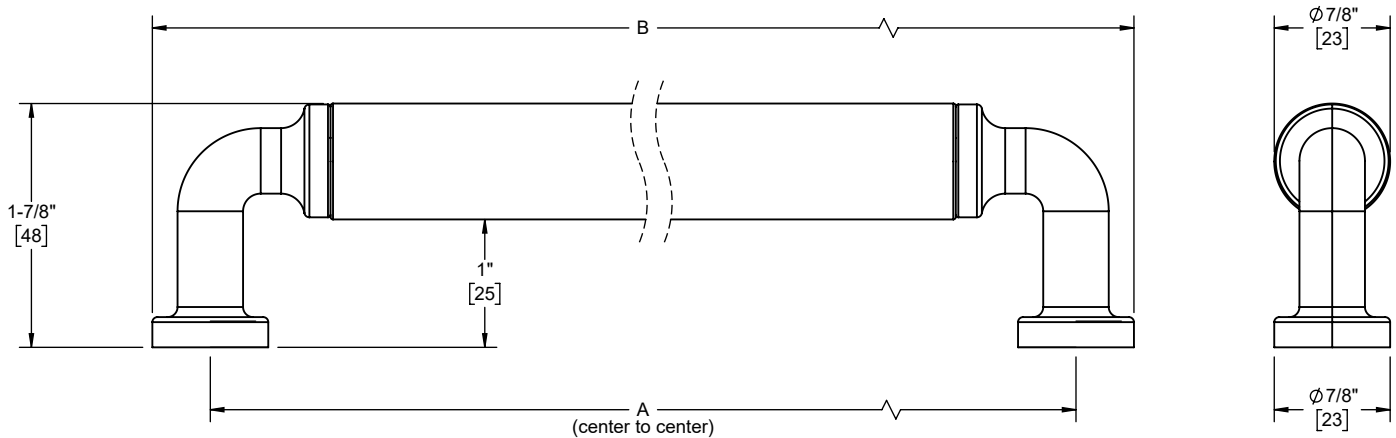 B
Ø7/8"
[23]
1-7/8"
[48]
1"
[25]
A
(center to center)
Ø7/8"
[23]